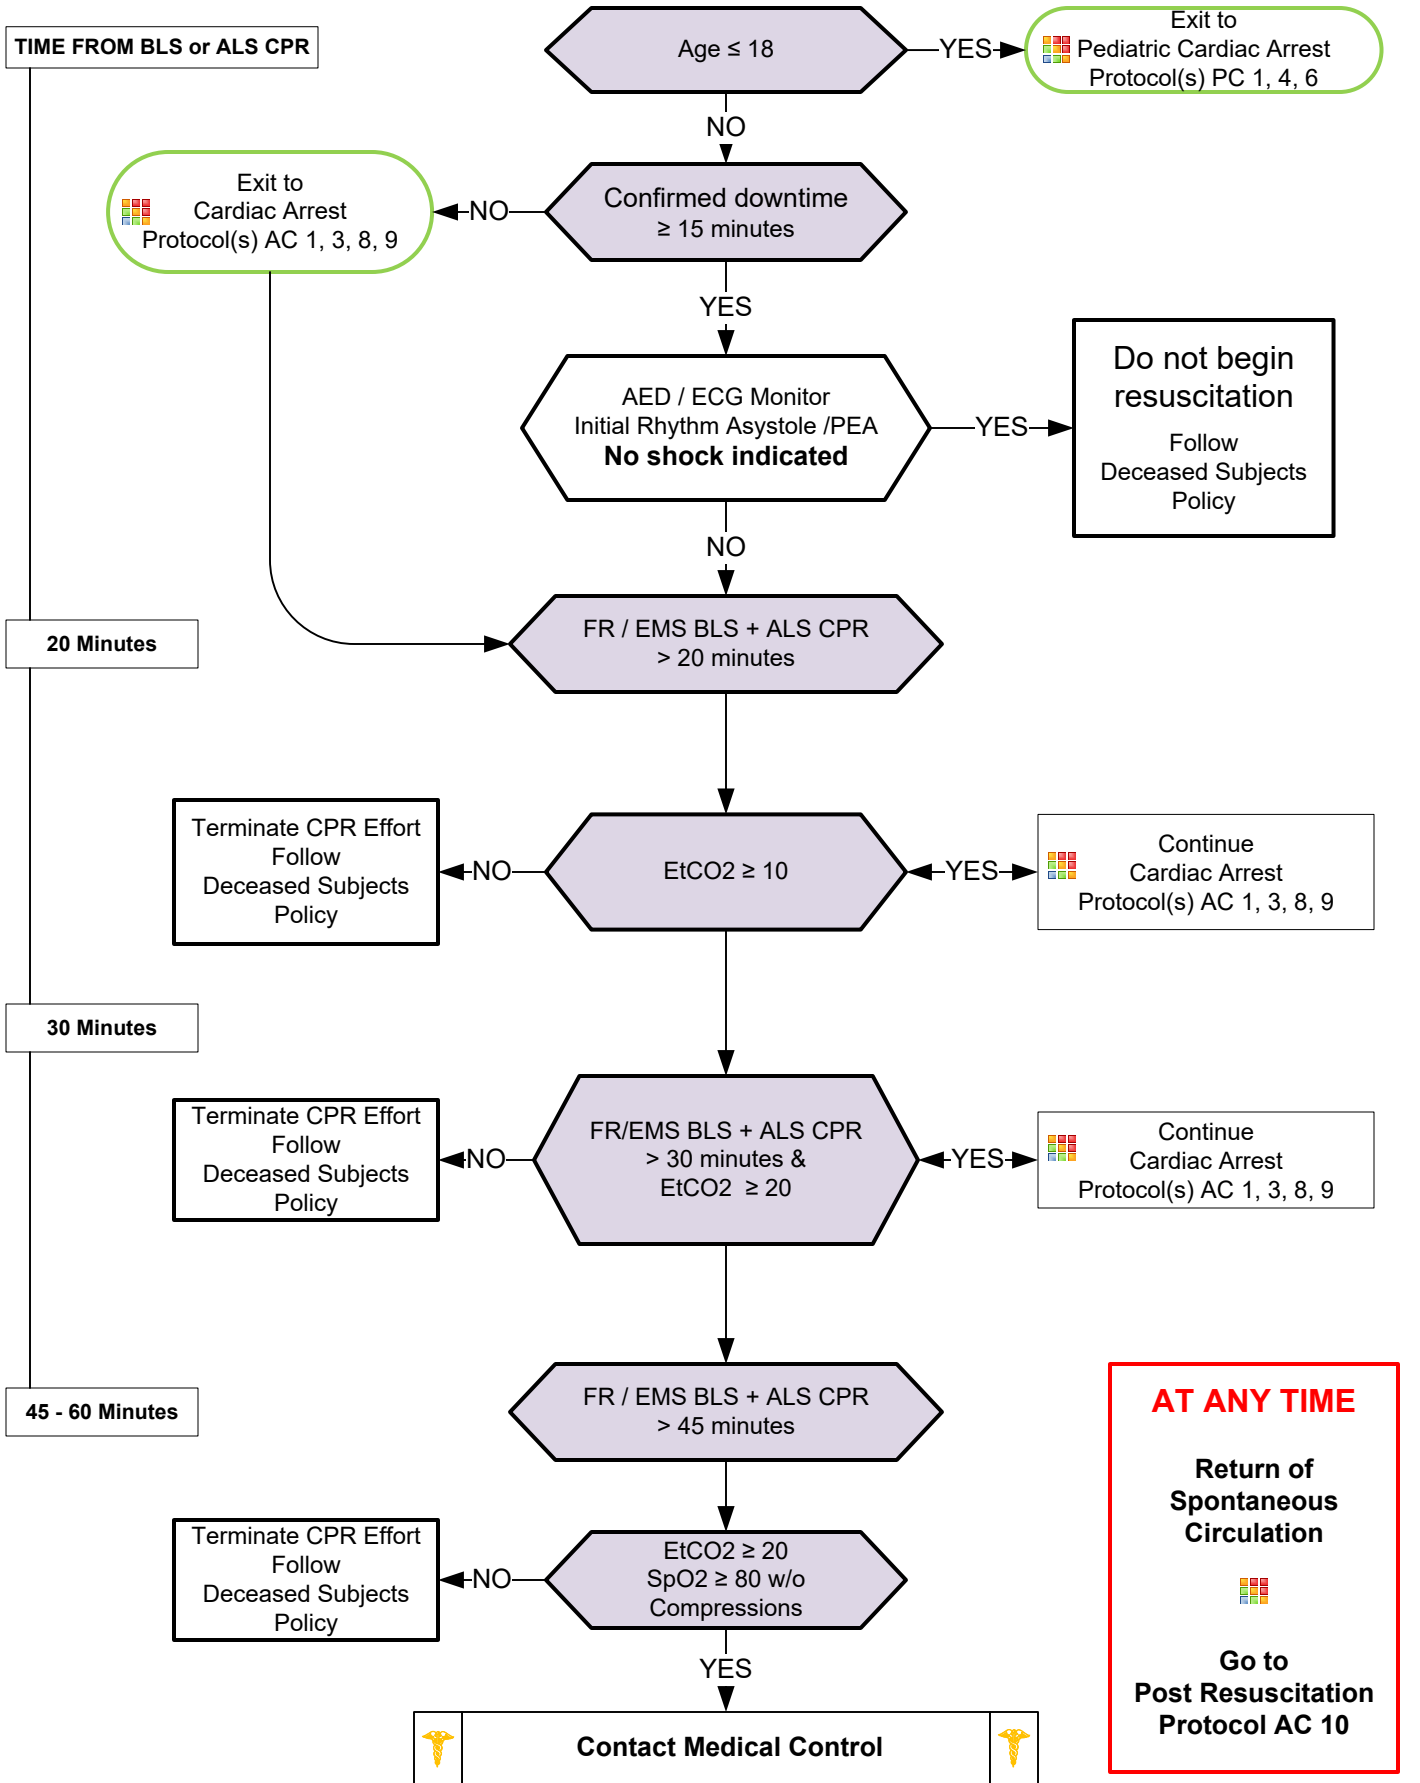 TIME FROM BLS or ALS CPR
Age ≤ 18
YES
Exit to
Pediatric Cardiac Arrest
Protocol(s) PC 1, 4, 6
NO
Exit to
Cardiac Arrest
Protocol(s) AC 1, 3, 8, 9
NO
Confirmed downtime
≥ 15 minutes
YES
AED / ECG Monitor
Initial Rhythm Asystole /PEA
No shock indicated
YES
Do not begin
resuscitation
Follow
Deceased Subjects
Policy
NO
20 Minutes
FR / EMS BLS + ALS CPR
> 20 minutes
Terminate CPR Effort
Follow
Deceased Subjects
Policy
NO
EtCO2 ≥ 10
YES
Continue
Cardiac Arrest
Protocol(s) AC 1, 3, 8, 9
30 Minutes
Terminate CPR Effort
Follow
Deceased Subjects
Policy
NO
FR/EMS BLS + ALS CPR
> 30 minutes &
EtCO2 ≥ 20
YES
Continue
Cardiac Arrest
Protocol(s) AC 1, 3, 8, 9
45 - 60 Minutes
FR / EMS BLS + ALS CPR
> 45 minutes
Terminate CPR Effort
Follow
Deceased Subjects
Policy
NO
EtCO2 ≥ 20
SpO2 ≥ 80 w/o
Compressions
YES
Contact Medical Control
AT ANY TIME
Return of
Spontaneous
Circulation
Go to
Post Resuscitation
Protocol AC 10